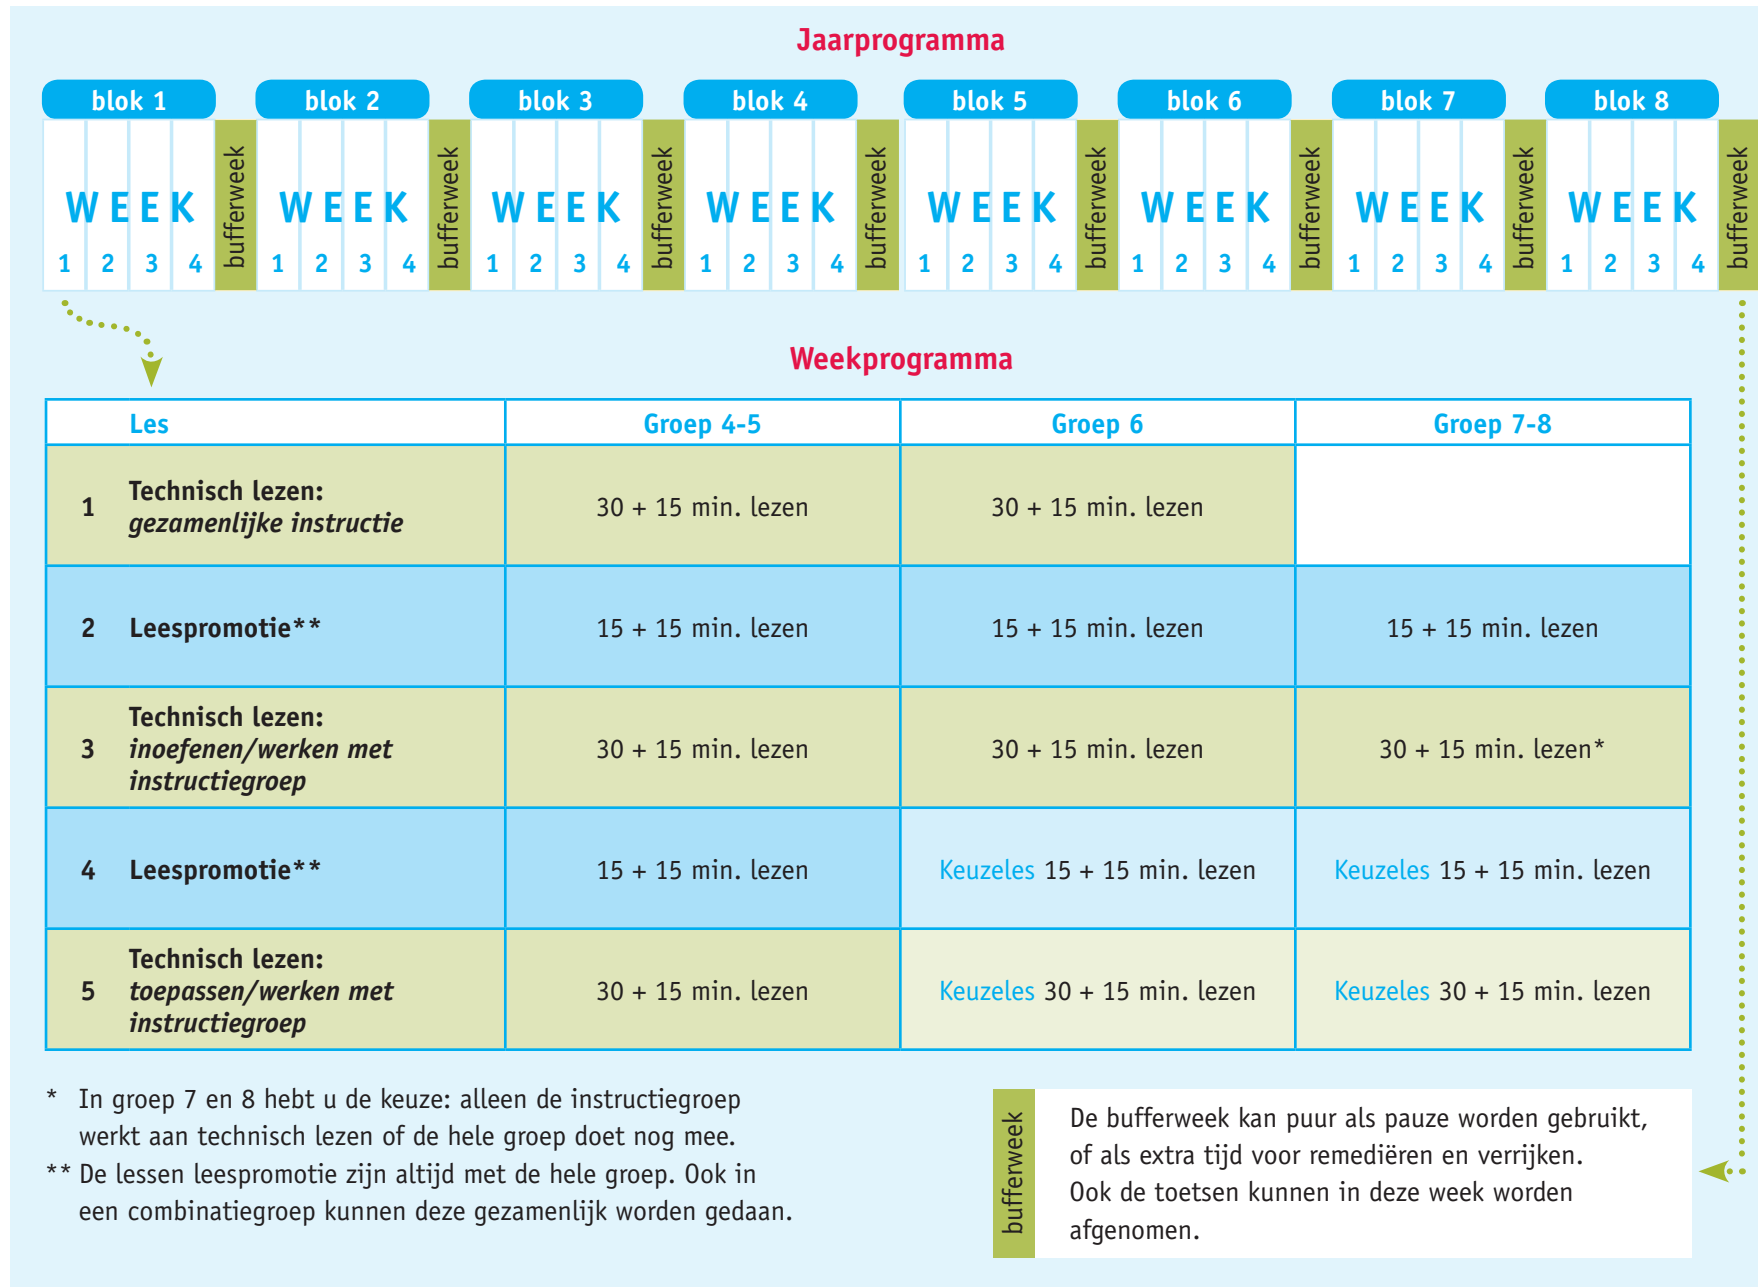 Jaarprogramma
blok 1 blok 2 blok 3 blok 4 blok 5 blok 6 blok 7 blok 8
WEEK bufferweek WEEK bufferweek WEEK bufferweek WEEK bufferweek WEEK bufferweek WEEK bufferweek WEEK bufferweek WEEK bufferweek
1 2 3 4 1 2 3 4 1 2 3 4 1 2 3 4 1 2 3 4 1 2 3 4 1 2 3 4 1 2 3 4
Weekprogramma
Les Groep 4-5 Groep 6 Groep 7-8
Technisch lezen:
1 gezamenlijke instructie 30 + 15 min. lezen 30 + 15 min. lezen
2 Leespromotie** 15 + 15 min. lezen 15 + 15 min. lezen 15 + 15 min. lezen
Technisch lezen:
3 inoefenen/werken met 30 + 15 min. lezen 30 + 15 min. lezen 30 + 15 min. lezen*
instructiegroep
4 Leespromotie** 15 + 15 min. lezen Keuzeles 15 + 15 min. lezen Keuzeles 15 + 15 min. lezen
Technisch lezen:
5 toepassen/werken met 30 + 15 min. lezen Keuzeles 30 + 15 min. lezen Keuzeles 30 + 15 min. lezen
instructiegroep
* In groep 7 en 8 hebt u de keuze: alleen de instructiegroep
werkt aan technisch lezen of de hele groep doet nog mee.
** De lessen leespromotie zijn altijd met de hele groep. Ook in
een combinatiegroep kunnen deze gezamenlijk worden gedaan.
bufferweek
De bufferweek kan puur als pauze worden gebruikt,
of als extra tijd voor remediëren en verrijken.
Ook de toetsen kunnen in deze week worden
afgenomen.